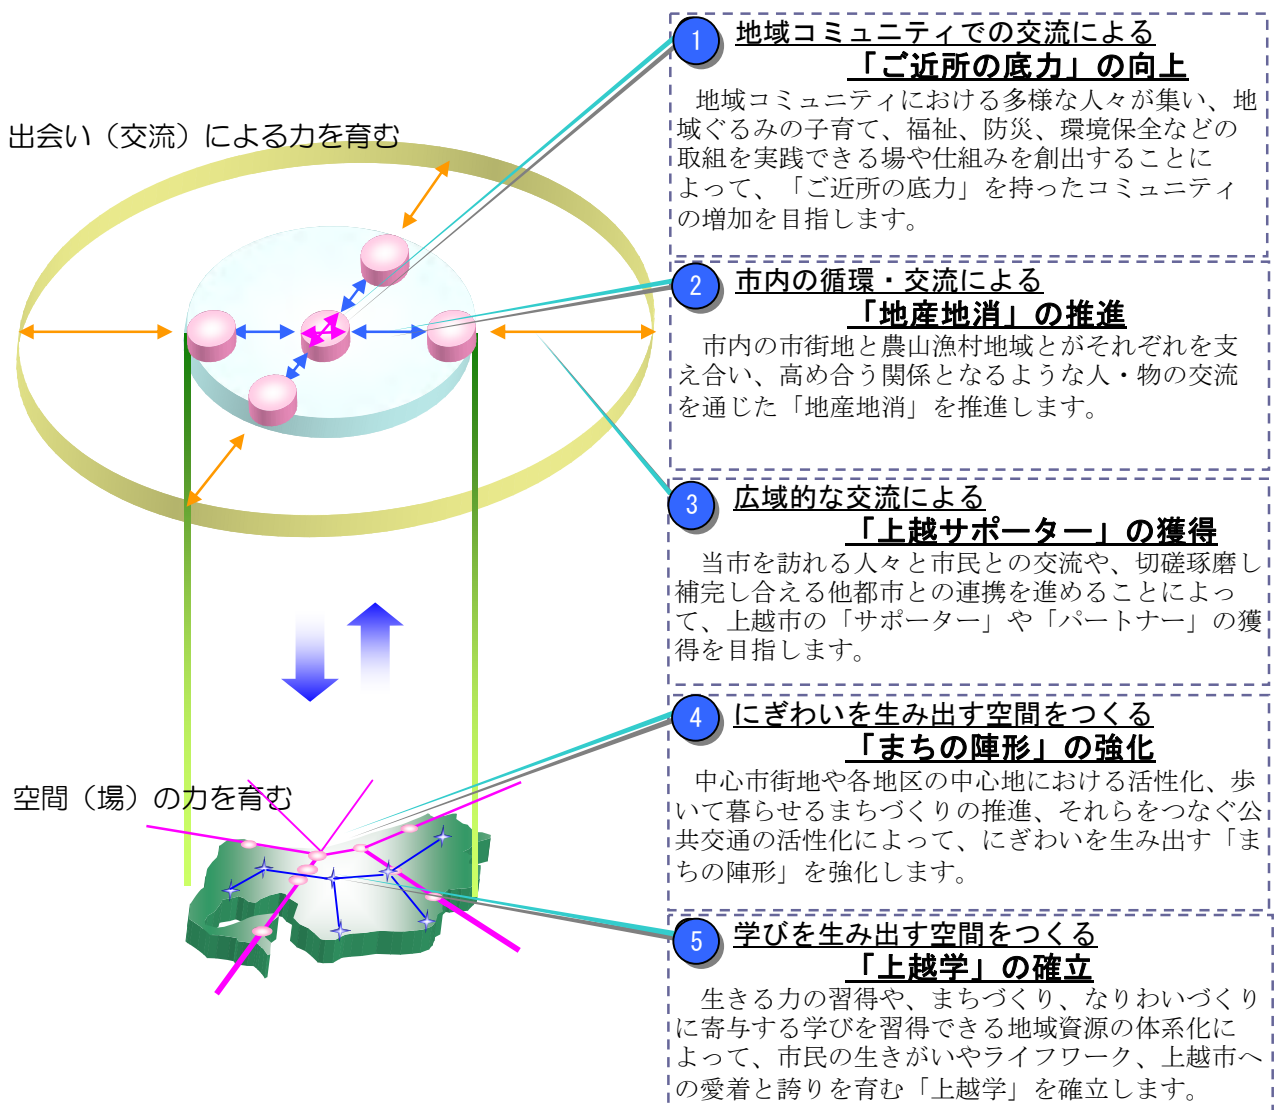 出会い（交流）による力を育む
空間（場）の力を育む
1
地域コミュニティでの交流による
「ご近所の底力」の向上
地域コミュニティにおける多様な人々が集い、地
域ぐるみの子育て、福祉、防災、環境保全などの
取組を実践できる場や仕組みを創出することに
よって、「ご近所の底力」を持ったコミュニティ
の増加を目指します。
2
市内の循環・交流による
「地産地消」の推進
市内の市街地と農山漁村地域とがそれぞれを支
え合い、高め合う関係となるような人・物の交流
を通じた「地産地消」を推進します。
3
広域的な交流による
「上越サポーター」の獲得
当市を訪れる人々と市民との交流や、切磋琢磨し
補完し合える他都市との連携を進めることによっ
て、上越市の「サポーター」や「パートナー」の獲
得を目指します。
4
にぎわいを生み出す空間をつくる
「まちの陣形」の強化
中心市街地や各地区の中心地における活性化、歩
いて暮らせるまちづくりの推進、それらをつなぐ公
共交通の活性化によって、にぎわいを生み出す「ま
ちの陣形」を強化します。
5
学びを生み出す空間をつくる
「上越学」の確立
生きる力の習得や、まちづくり、なりわいづくり
に寄与する学びを習得できる地域資源の体系化に
よって、市民の生きがいやライフワーク、上越市へ
の愛着と誇りを育む「上越学」を確立します。